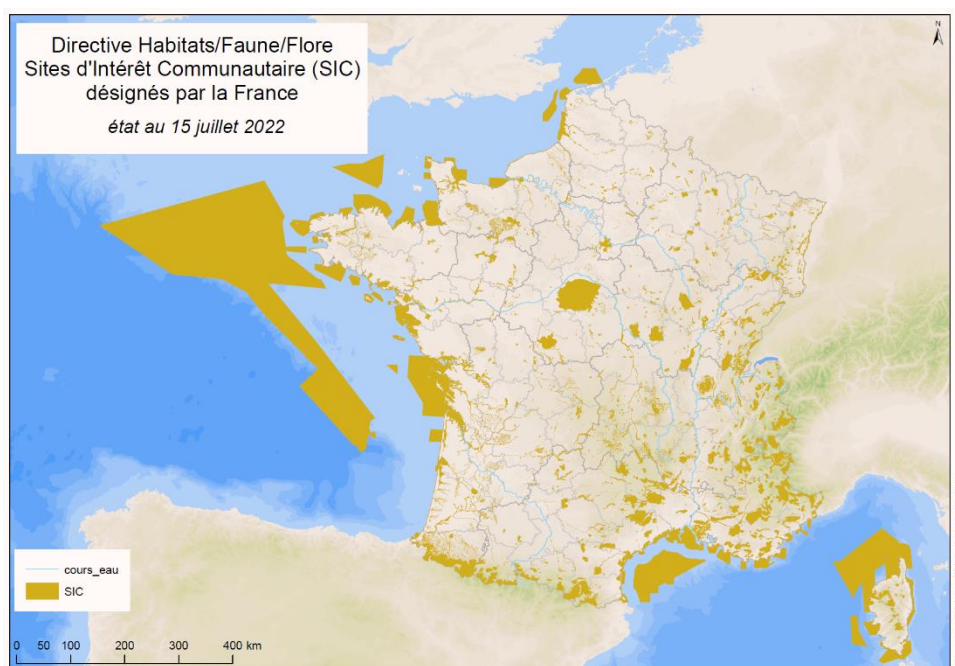 Directive Habitats/Faune/Flore
Sites d'Intérêt Communautaire (SIC)
désignés par la France
état au 15 juillet 2022
N
cours_eau
SIC
0 50 100 200 300 400 km